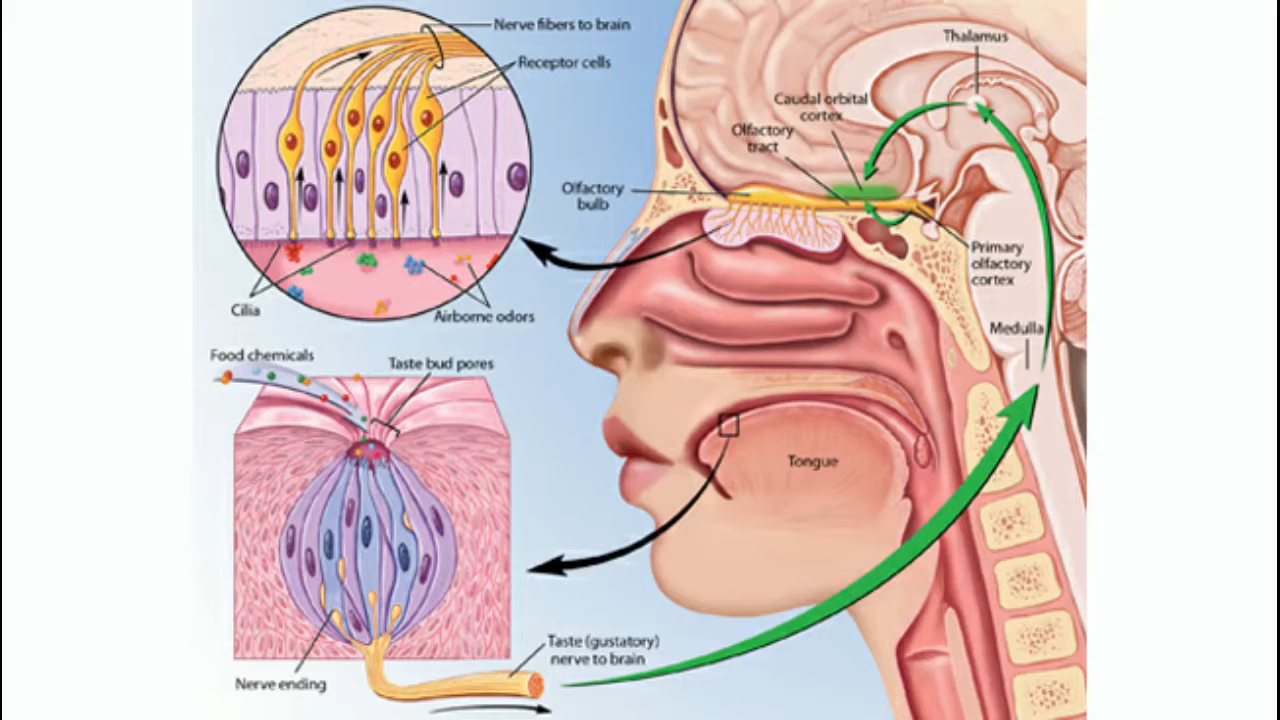 Nerve fibers to brain
Receptor cells
Cilia
Airborne odors
Thalamus
Caudal orbital
cortex
Olfactory
tract
Olfactory
bulb
Primary
olfactory
cortex
Medulla
Food chemicals
Taste bud pores
Tongue
Taste (gustatory)
nerve to brain
Nerve ending